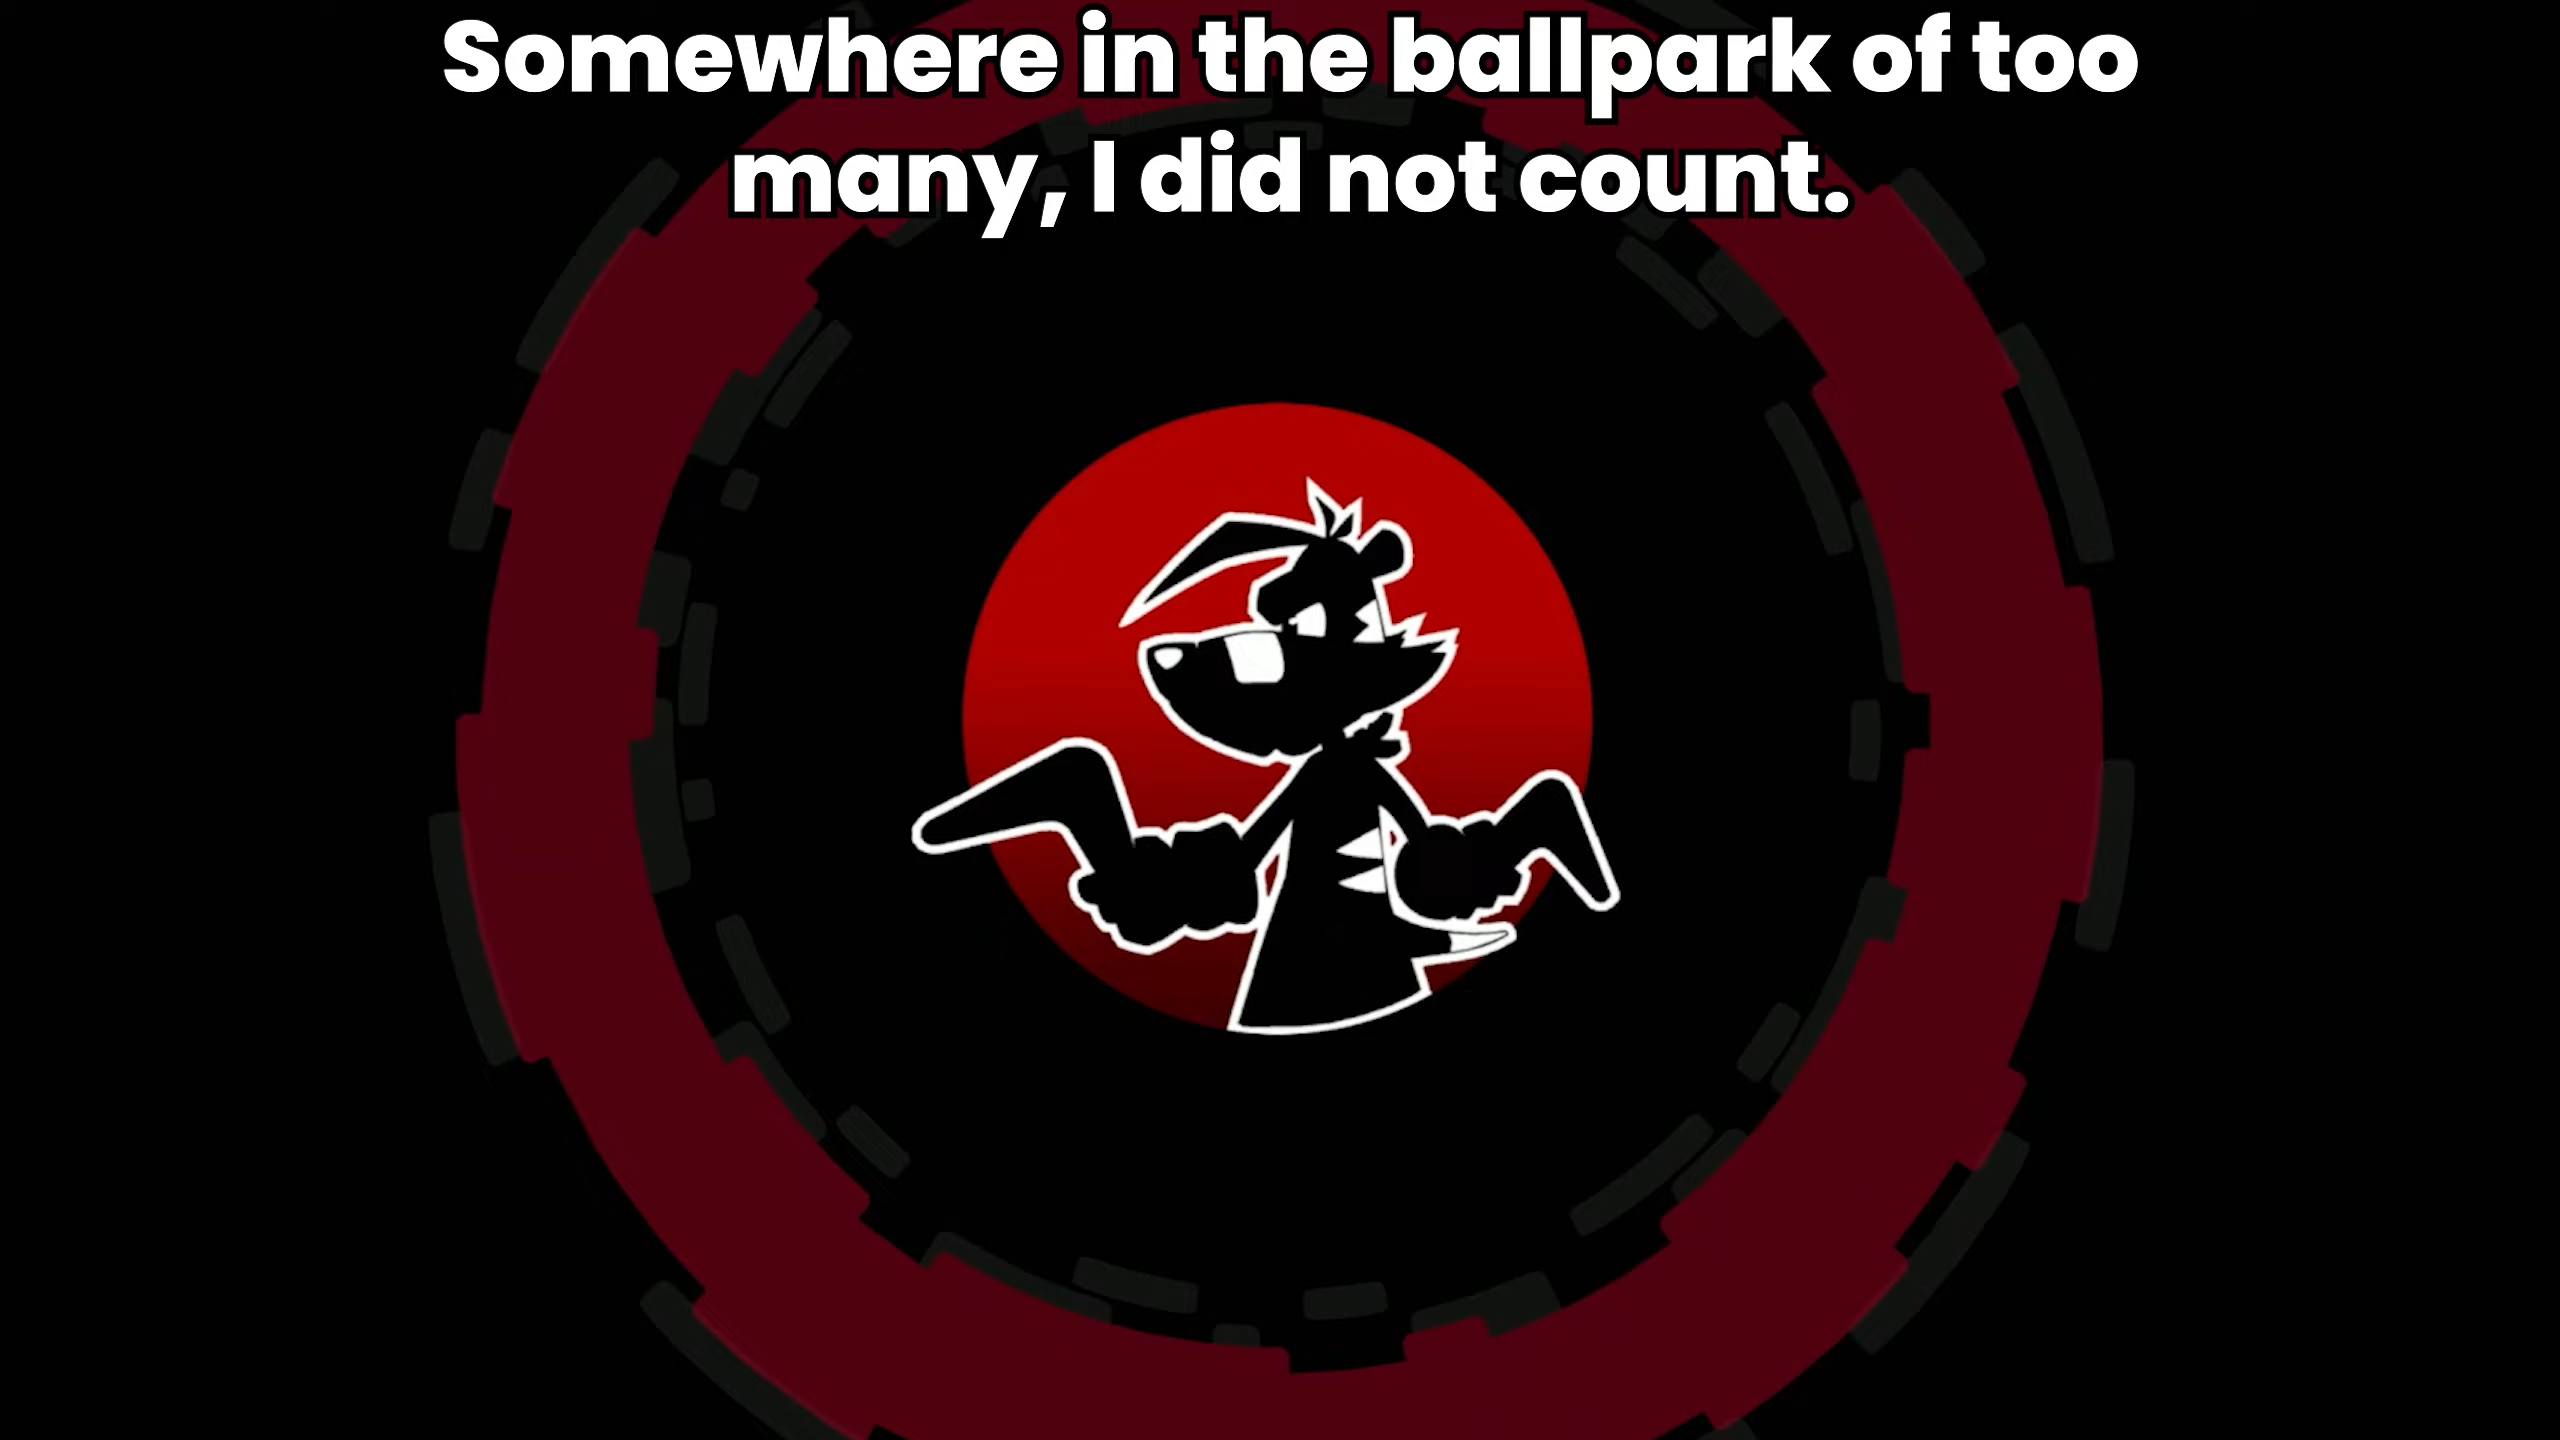 Somewhere in the ballpark of too
many, I did not count.